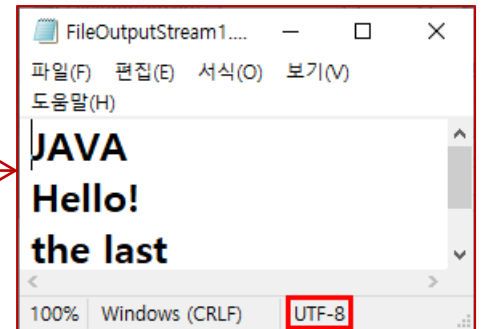 FileOutputStream1....
파일(F) 편집(E) 서식(O) 보기(V)
도움말(H)
JAVA
Hello!
the last
100% Windows (CRLF) UTF-8